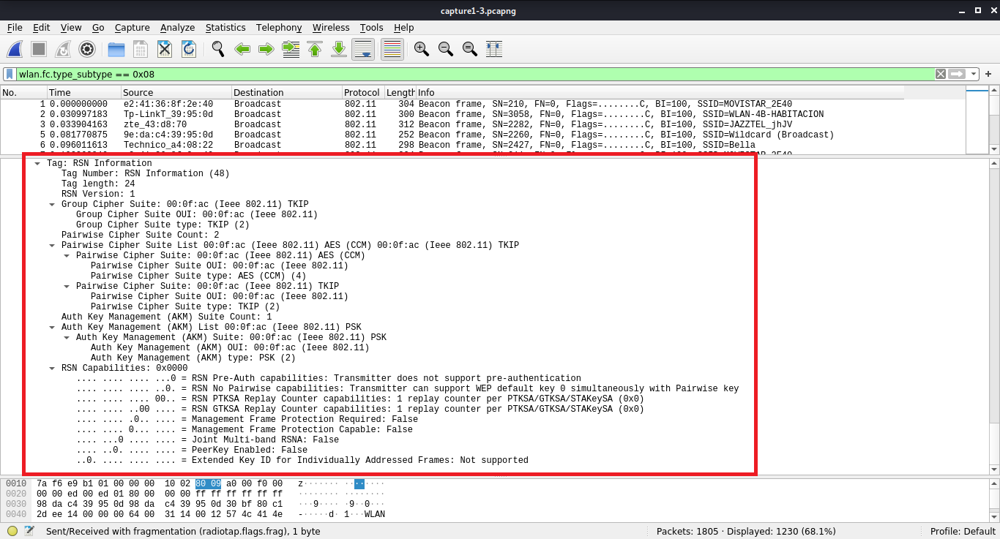 capture1-3.pcapng
File Edit View Go Capture Analyze Statistics Telephony Wireless Tools Help
wlan.fc.type_subtype == 0x08
No. Time Source Destination Protocol Length Info
1 0.000000000 e2:41:36:8f:2e:40 Broadcast 802.11 304 Beacon frame, SN=210, FN=0, Flags=........C, BI=100, SSID=MOVISTAR_2E40
2 0.030997183 Tp-LinkT_39:95:0d Broadcast 802.11 300 Beacon frame, SN=3058, FN=0, Flags=........C, BI=100, SSID=WLAN-4B-HABITACION
3 0.033904163 zte_43:d8:70 Broadcast 802.11 312 Beacon frame, SN=2282, FN=0, Flags=........C, BI=100, SSID=JAZZTEL_jhJV
5 0.081770875 9e:da:c4:39:95:0d Broadcast 802.11 252 Beacon frame, SN=2260, FN=0, Flags=........C, BI=100, SSID=Wildcard (Broadcast)
6 0.096011613 Technico_a4:08:22 Broadcast 802.11 298 Beacon frame, SN=2427, FN=0, Flags=........C, BI=100, SSID=Bella
Tag: RSN Information
Tag Number: RSN Information (48)
Tag length: 24
RSN Version: 1
Group Cipher Suite: 00:0f:ac (Ieee 802.11) TKIP
Group Cipher Suite OUI: 00:0f:ac (Ieee 802.11)
Group Cipher Suite type: TKIP (2)
Pairwise Cipher Suite Count: 2
Pairwise Cipher Suite List 00:0f:ac (Ieee 802.11) AES (CCM) 00:0f:ac (Ieee 802.11) TKIP
Pairwise Cipher Suite: 00:0f:ac (Ieee 802.11) AES (CCM)
Pairwise Cipher Suite OUI: 00:0f:ac (Ieee 802.11)
Pairwise Cipher Suite type: AES (CCM) (4)
Pairwise Cipher Suite: 00:0f:ac (Ieee 802.11) TKIP
Pairwise Cipher Suite OUI: 00:0f:ac (Ieee 802.11)
Pairwise Cipher Suite type: TKIP (2)
Auth Key Management (AKM) Suite Count: 1
Auth Key Management (AKM) List 00:0f:ac (Ieee 802.11) PSK
Auth Key Management (AKM) Suite: 00:0f:ac (Ieee 802.11) PSK
Auth Key Management (AKM) OUI: 00:0f:ac (Ieee 802.11)
Auth Key Management (AKM) type: PSK (2)
RSN Capabilities: 0x0000
.... .... .... ...0 = RSN Pre-Auth capabilities: Transmitter does not support pre-authentication
.... .... .... ..0. = RSN No Pairwise capabilities: Transmitter can support WEP default key 0 simultaneously with Pairwise key
.... .... .... 00.. = RSN PTKSA Replay Counter capabilities: 1 replay counter per PTKSA/GTKSA/STAKeySA (0x0)
.... .... ..00 .... = RSN GTKSA Replay Counter capabilities: 1 replay counter per PTKSA/GTKSA/STAKeySA (0x0)
.... .... .0.. .... = Management Frame Protection Required: False
.... .... 0... .... = Management Frame Protection Capable: False
.... ...0 .... .... = Joint Multi-band RSNA: False
.... ..0. .... .... = PeerKey Enabled: False
..0. .... .... .... = Extended Key ID for Individually Addressed Frames: Not supported
0010 7a f6 e9 b1 01 00 00 00 10 02 80 09 a0 00 f0 00 z······· ········
0020 00 00 ed 00 ed 01 80 00 00 00 ff ff ff ff ff ff ········ ········
0030 98 da c4 39 95 0d 98 da c4 39 95 0d 30 bf 80 c1 ···9···· ·9··0···
0040 2d ee 14 00 00 00 64 00 31 14 00 12 57 4c 41 4e -·····d· 1···WLAN
Sent/Received with fragmentation (radiotap.flags.frag), 1 byte
Packets: 1805 · Displayed: 1230 (68.1%)
Profile: Default